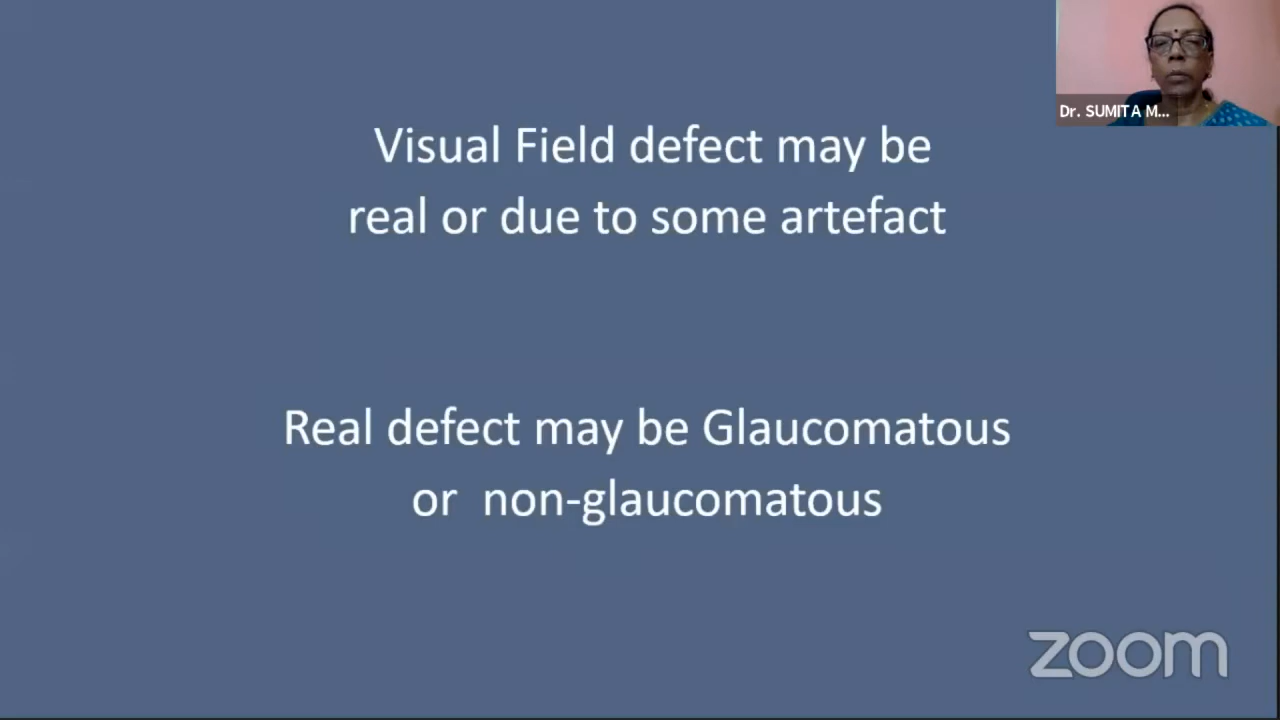 Dr. SUMITA M...
Visual Field defect may be
real or due to some artefact
Real defect may be Glaucomatous
or non-glaucomatous
zoom